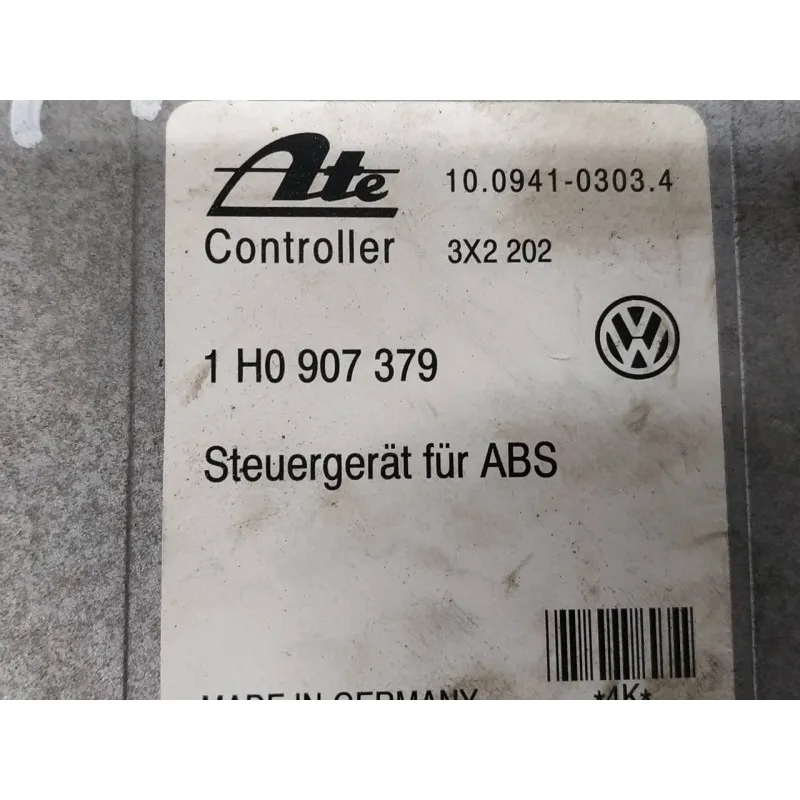 Ate 10.0941-0303.4
Controller 3X2 202
1 H0 907 379
Steuergerät für ABS
MADE IN GERMANY
*4K*